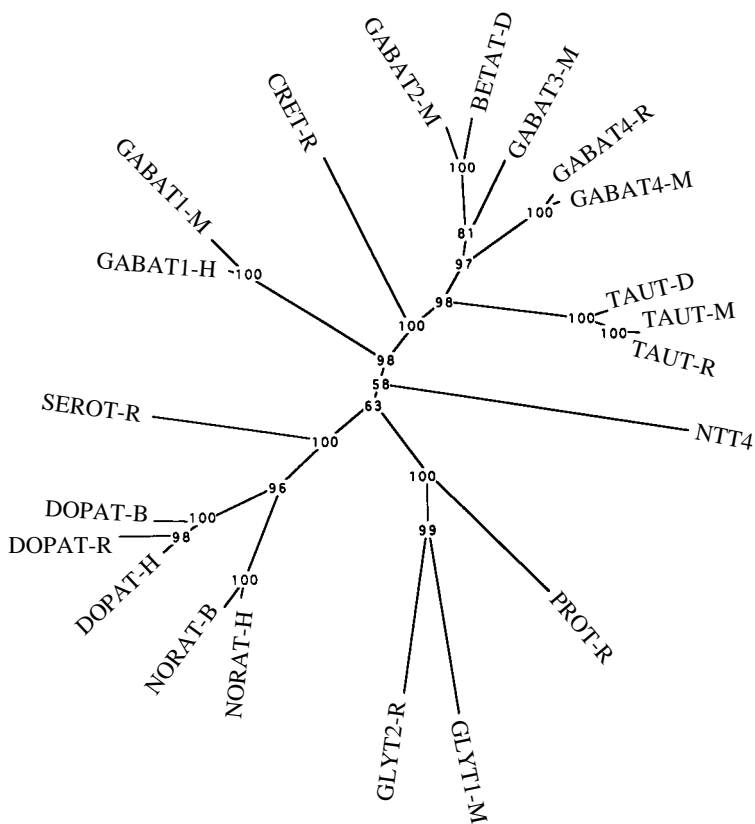 GABAT2-M
BETAT-D
GABAT3-M
CRET-R
GABAT4-R
100
GABAT4-M
GABAT1-M
100
81
GABAT1-H
100
97
98
TAUT-D
100
TAUT-M
100
100
TAUT-R
98
58
63
SEROT-R
100
NTT4
100
96
DOPAT-B
100
99
98
DOPAT-R
DOPAT-H
100
PROT-R
NORAT-B
NORAT-H
GLYT2-R
GLYT1-M